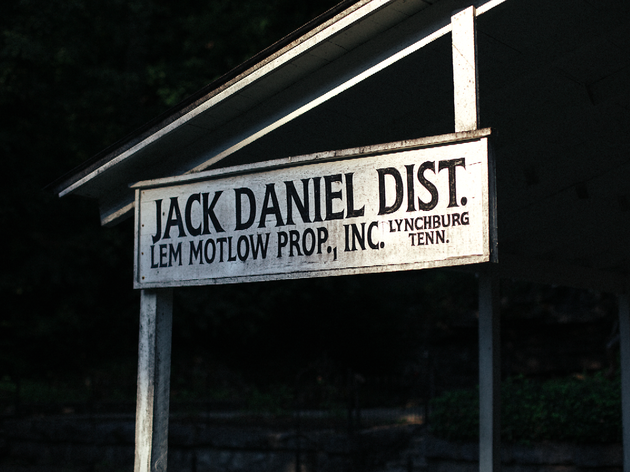 JACK DANIEL DIST.
LEM MOTLOW PROP., INC. LYNCHBURG
TENN.